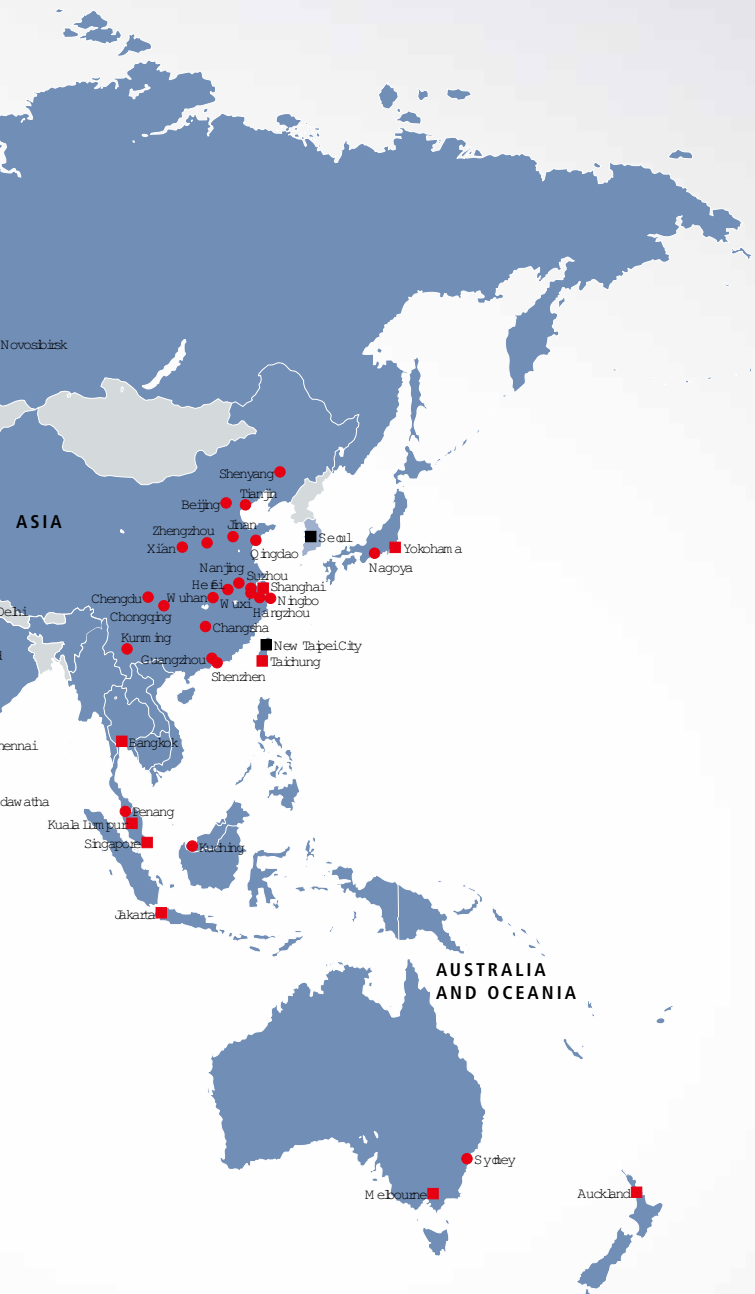 Novosibirsk
Shenyang
Tianjin
Beijing
ASIA
Jinan
Zhengzhou
Seoul
Xi'an
Yokohama
Qingdao
Nagoya
Nanjing
Suzhou
Hefei
Shanghai
Chengdu
Wuhan
Wuxi
Ningbo
Delhi
Hangzhou
Chongqing
Changsha
Kunming
New Taipei City
Guangzhou
Taichung
Shenzhen
Bangkok
hennai
dawatha
Penang
Kuala Lumpur
Singapore
Kuching
Jakarta
AUSTRALIA
AND OCEANIA
Sydney
Melbourne
Auckland